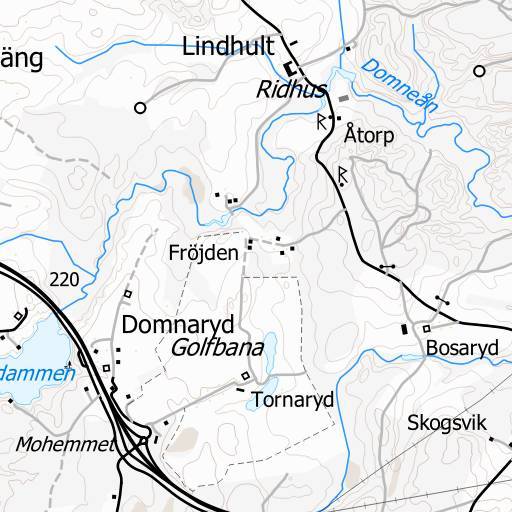 Lindhult
äng
Domneån
Ridhus
Åtorp
Fröjden
220
Domnaryd
Golfbana
Bosaryd
dammen
Tornaryd
Skogsvik
Mohemmet